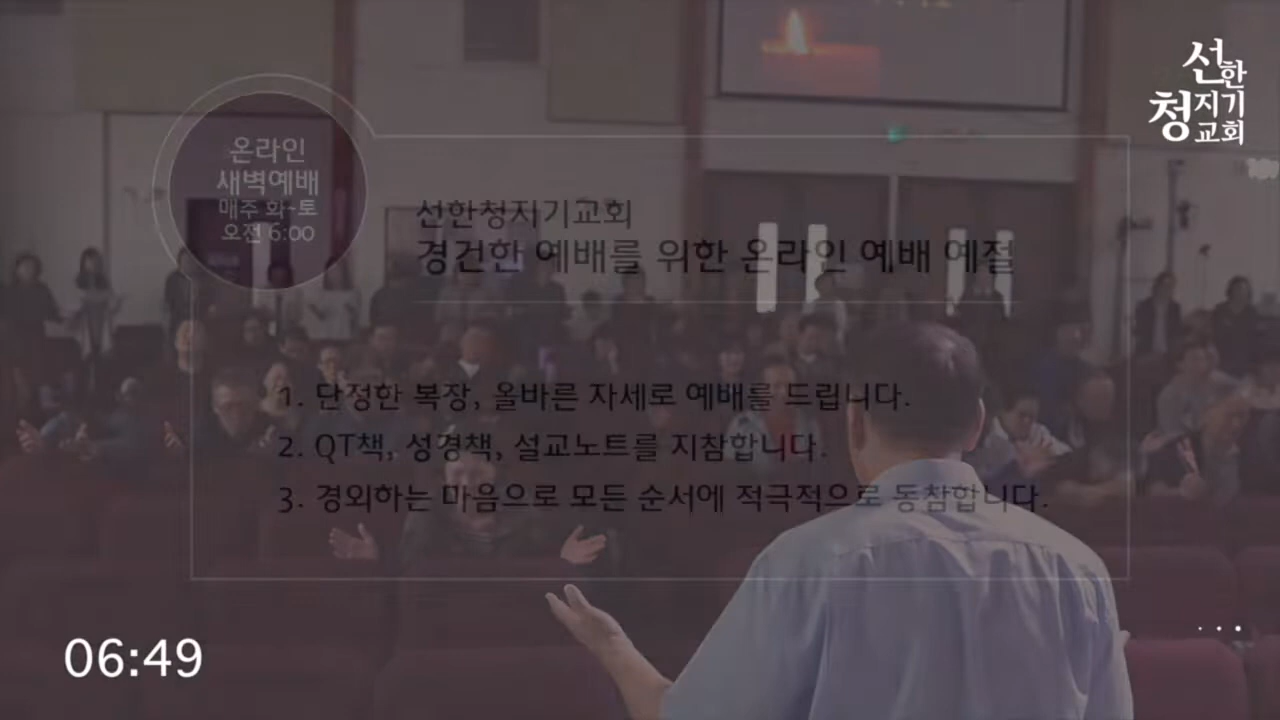 선한
청지기
교회
온라인
새벽예배
매주 화~토
오전 6:00
선한청지기교회
경건한 예배를 위한 온라인 예배 예절
1. 단정한 복장, 올바른 자세로 예배를 드립니다.
2. QT책, 성경책, 설교노트를 지참합니다.
3. 경외하는 마음으로 모든 순서에 적극적으로 동참합니다.
06:49